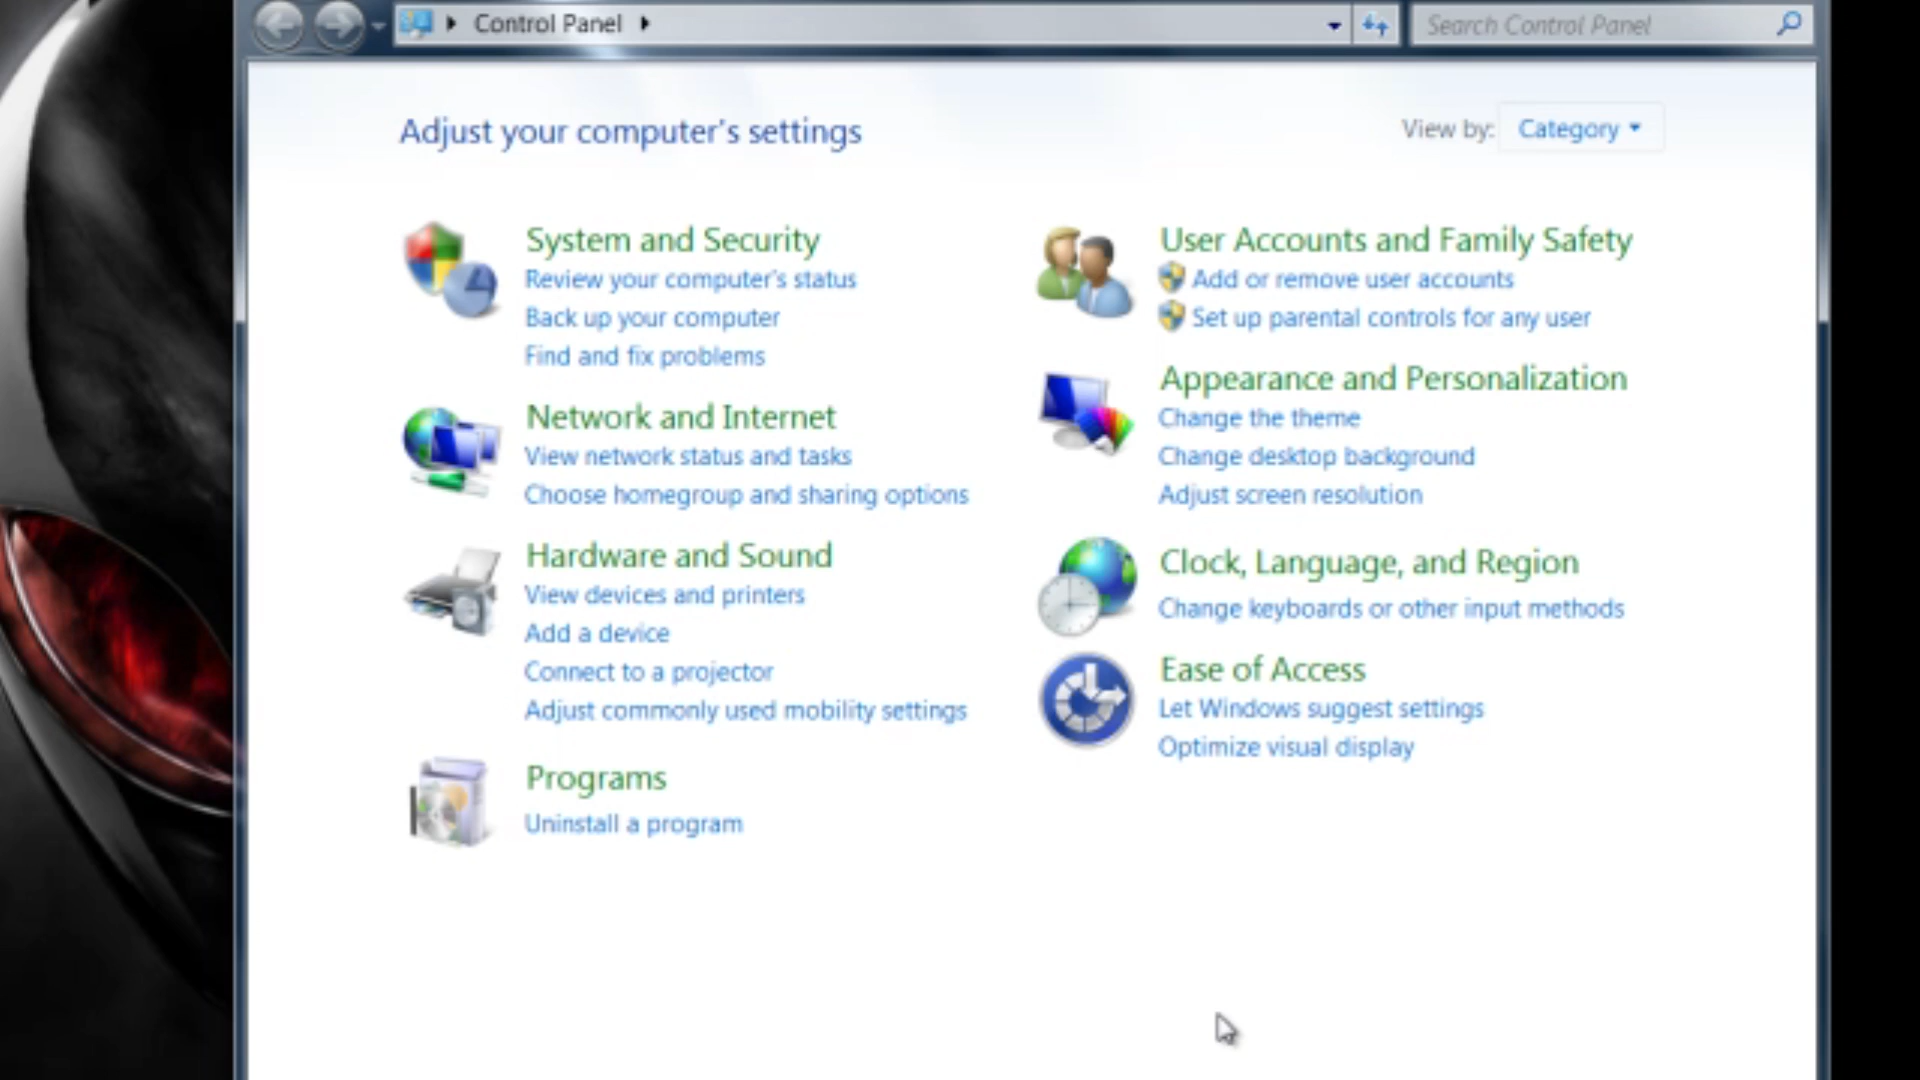 Control Panel
Search Control Panel
Adjust your computer's settings
View by: Category
System and Security
Review your computer's status
Back up your computer
Find and fix problems
Network and Internet
View network status and tasks
Choose homegroup and sharing options
Hardware and Sound
View devices and printers
Add a device
Connect to a projector
Adjust commonly used mobility settings
Programs
Uninstall a program
User Accounts and Family Safety
Add or remove user accounts
Set up parental controls for any user
Appearance and Personalization
Change the theme
Change desktop background
Adjust screen resolution
Clock, Language, and Region
Change keyboards or other input methods
Ease of Access
Let Windows suggest settings
Optimize visual display